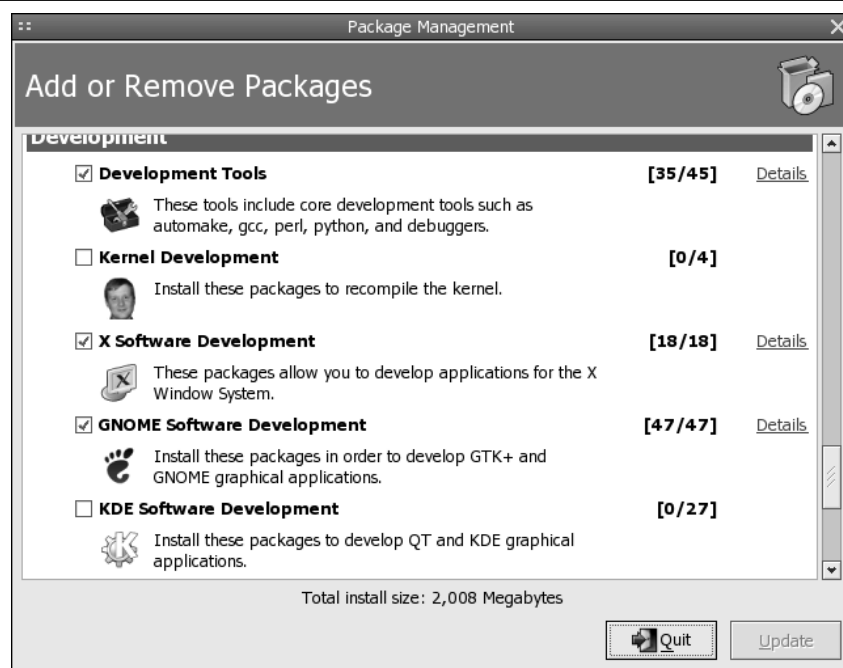 Package Management
Add or Remove Packages
Development
Development Tools [35/45] Details
These tools include core development tools such as
automake, gcc, perl, python, and debuggers.
Kernel Development [0/4]
Install these packages to recompile the kernel.
X Software Development [18/18] Details
These packages allow you to develop applications for the X
Window System.
GNOME Software Development [47/47] Details
Install these packages in order to develop GTK+ and
GNOME graphical applications.
KDE Software Development [0/27]
Install these packages to develop QT and KDE graphical
applications.
Total install size: 2,008 Megabytes
Quit Update